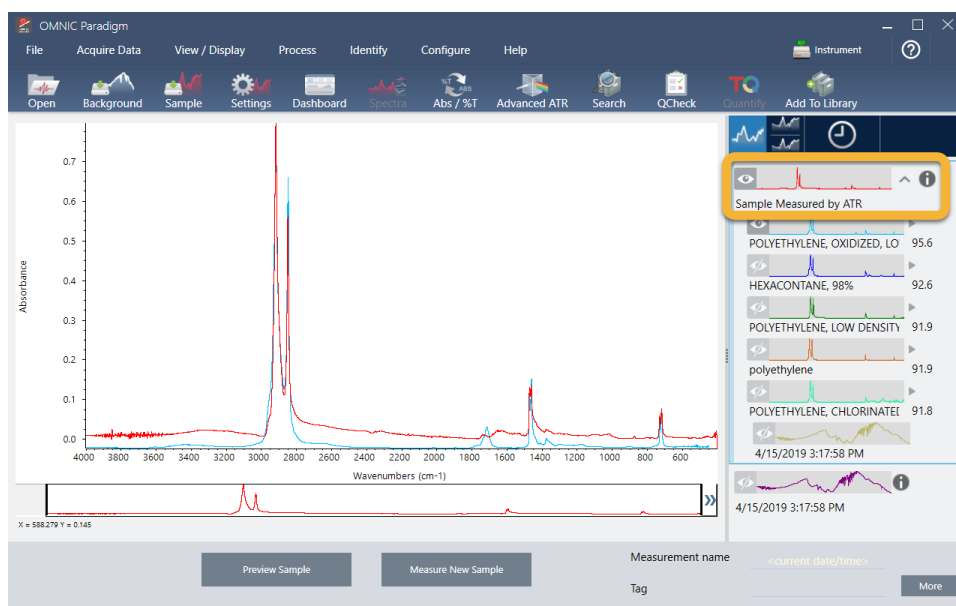 OMNIC Paradigm
File Acquire Data View / Display Process Identify Configure Help Instrument ?
%T ABS TQ
Open Background Sample Settings Dashboard Spectra Abs / %T Advanced ATR Search QCheck Quantify Add To Library
Sample Measured by ATR
POLYETHYLENE, OXIDIZED, LO 95.6
HEXACONTANE, 98% 92.6
POLYETHYLENE, LOW DENSITY 91.9
polyethylene 91.9
POLYETHYLENE, CHLORINATED 91.8
4/15/2019 3:17:58 PM
4/15/2019 3:17:58 PM
Absorbance
0.7
0.6
0.5
0.4
0.3
0.2
0.1
0.0
4000 3800 3600 3400 3200 3000 2800 2600 2400 2200 2000 1800 1600 1400 1200 1000 800 600
Wavenumbers (cm-1)
X = 588.279 Y = 0.145
Preview Sample Measure New Sample
Measurement name <current date/time>
Tag
More